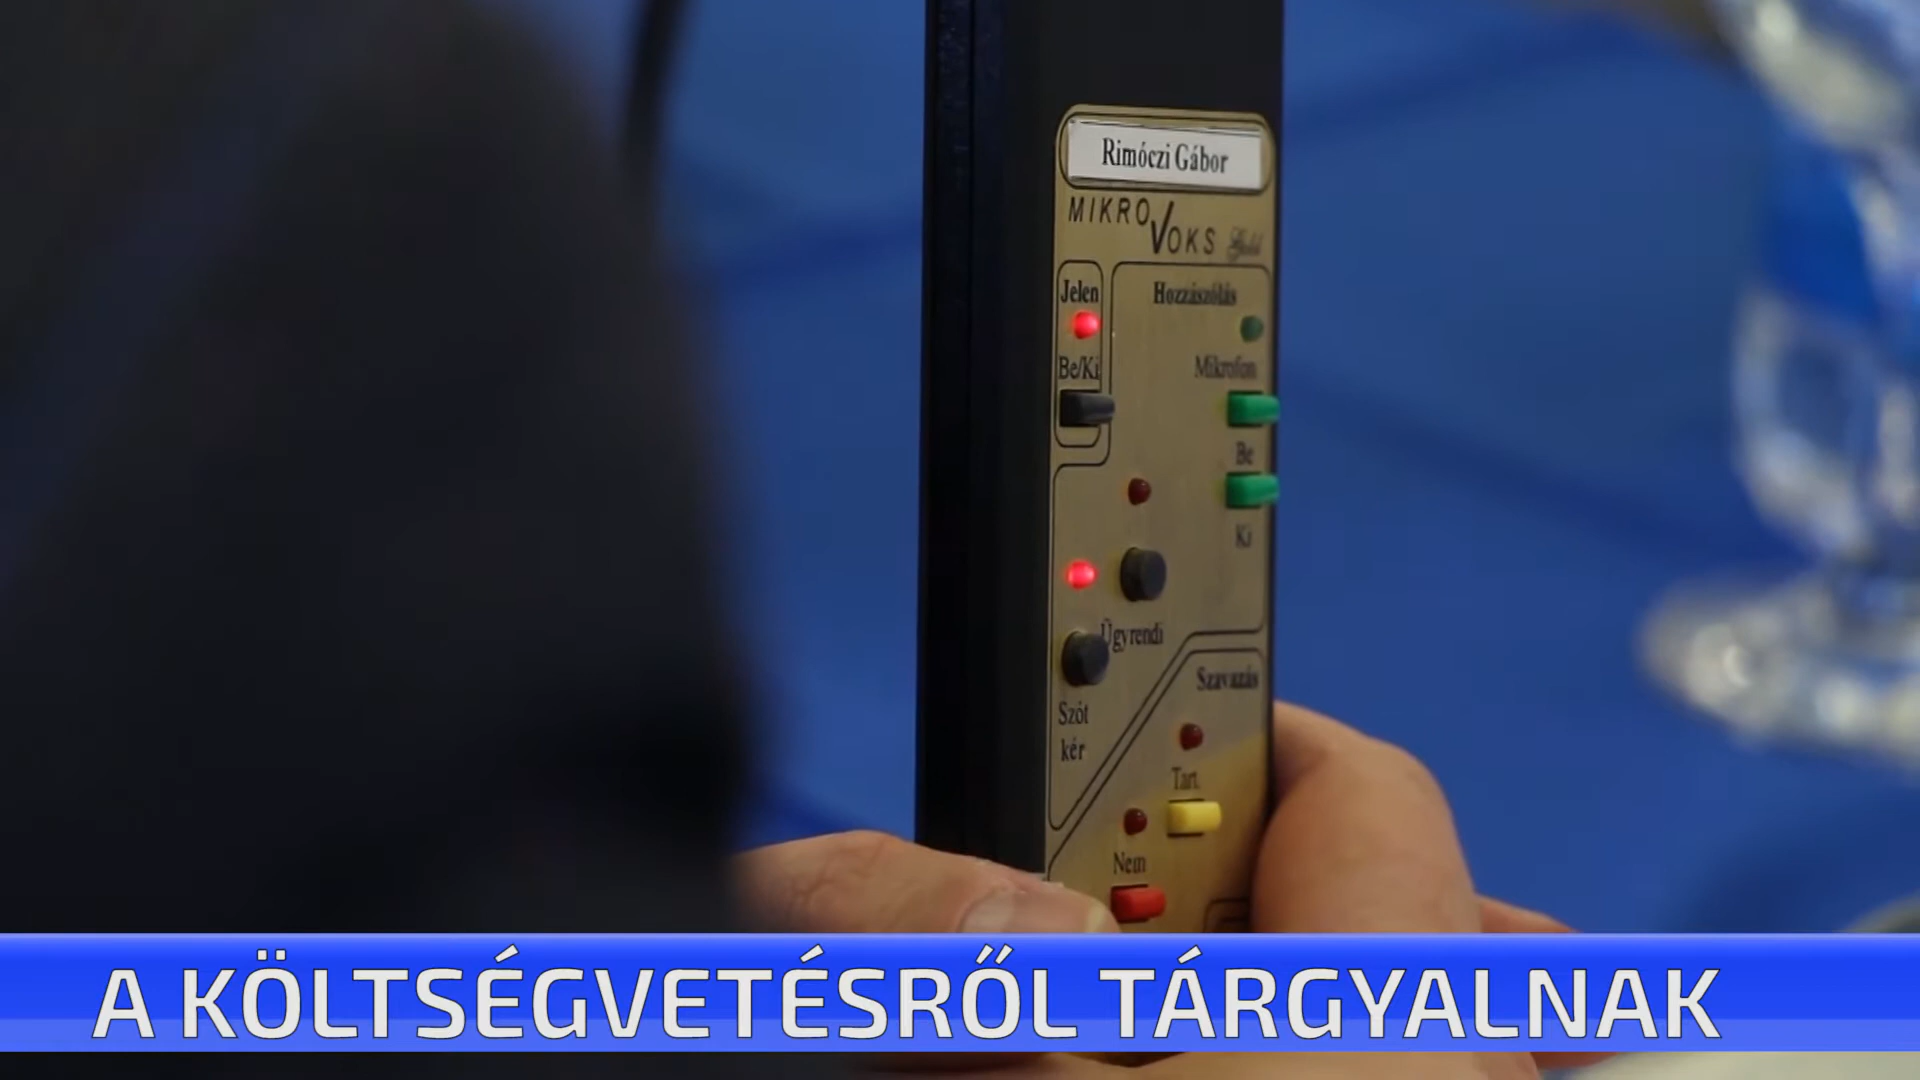 Rimóczi Gábor
MIKRO
VOKS Gold
Jelen
Hozzászólás
Be/Ki
Mikrofon
Be
Ki
Ügyrendi
Szót
kér
Szavazás
Tart.
Nem
A KÖLTSÉGVETÉSRŐL TÁRGYALNAK